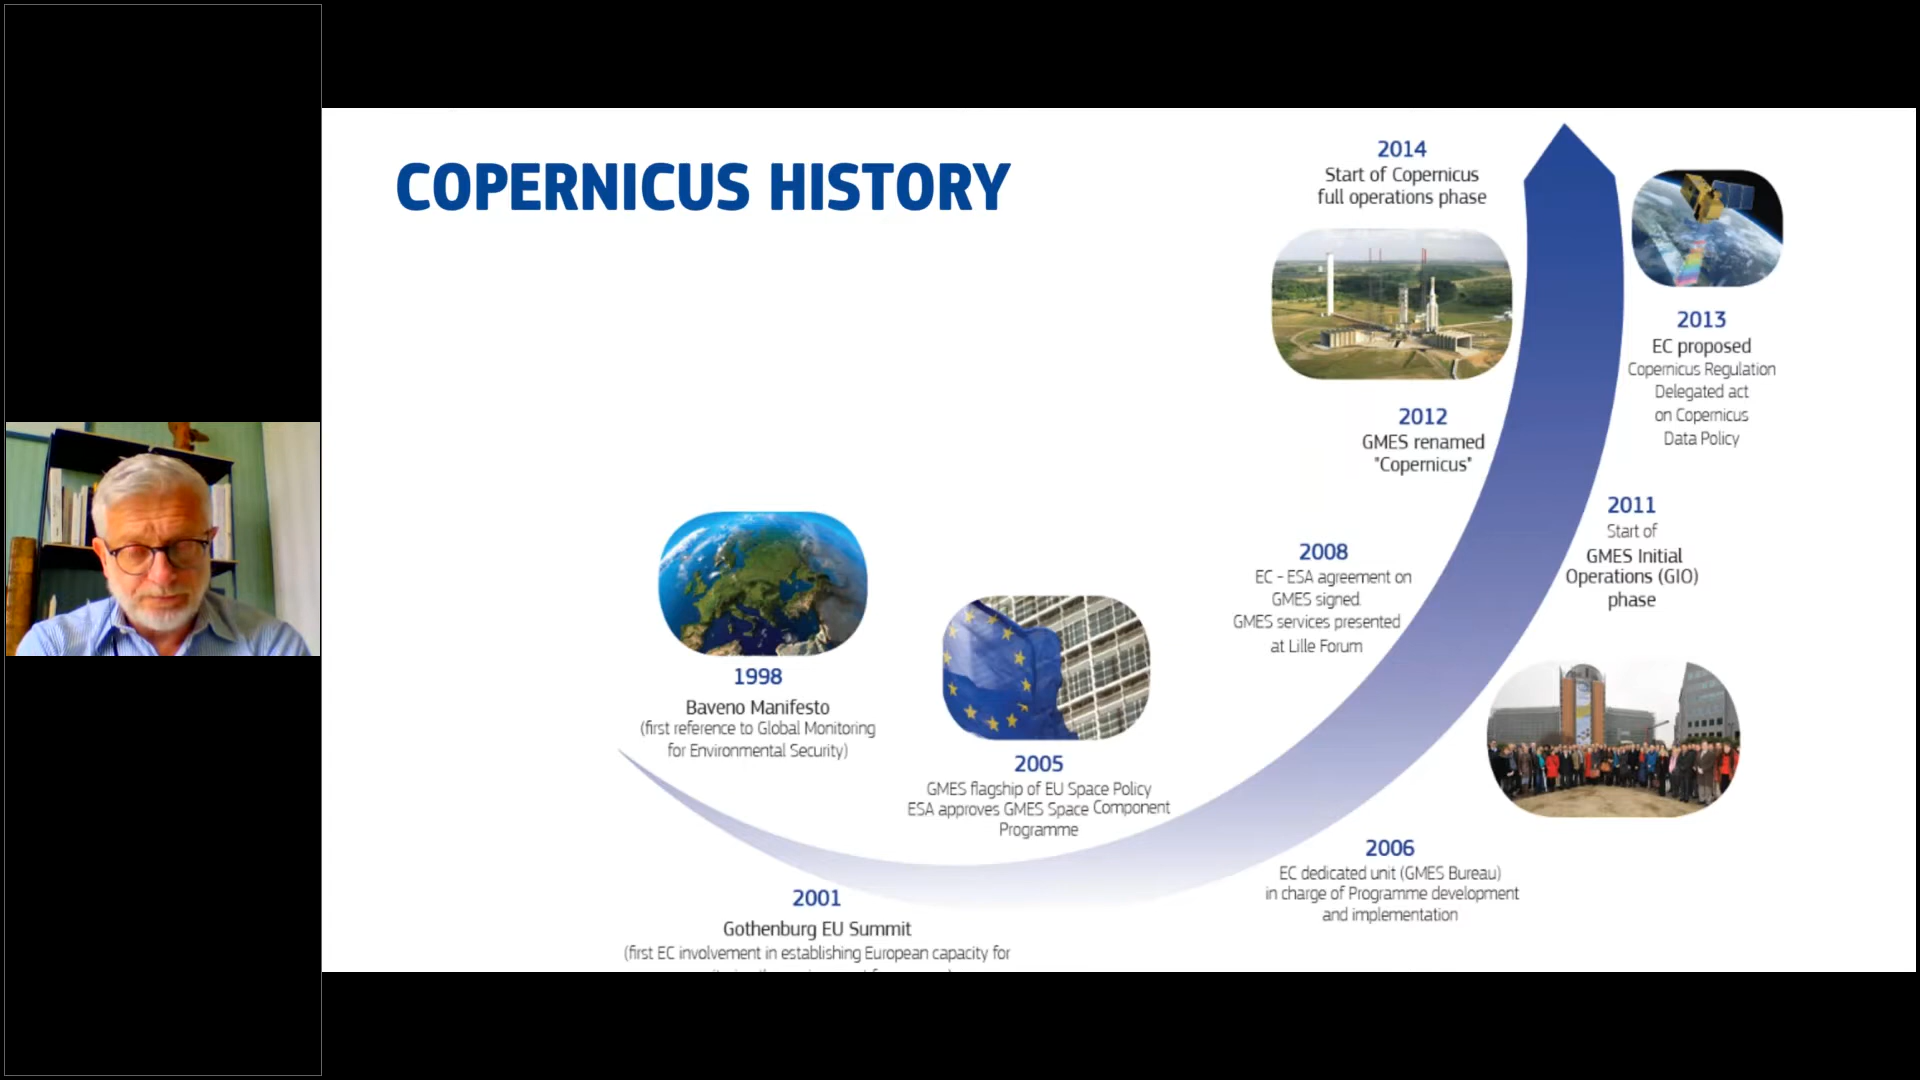 COPERNICUS HISTORY
1998
Baveno Manifesto
(first reference to Global Monitoring
for Environmental Security)
2001
Gothenburg EU Summit
(first EC involvement in establishing European capacity for
2005
GMES flagship of EU Space Policy
ESA approves GMES Space Component
Programme
2006
EC dedicated unit (GMES Bureau)
in charge of Programme development
and implementation
2008
EC - ESA agreement on
GMES signed.
GMES services presented
at Lille Forum
2011
Start of
GMES Initial
Operations (GIO)
phase
2012
GMES renamed
"Copernicus"
2013
EC proposed
Copernicus Regulation
Delegated act
on Copernicus
Data Policy
2014
Start of Copernicus
full operations phase